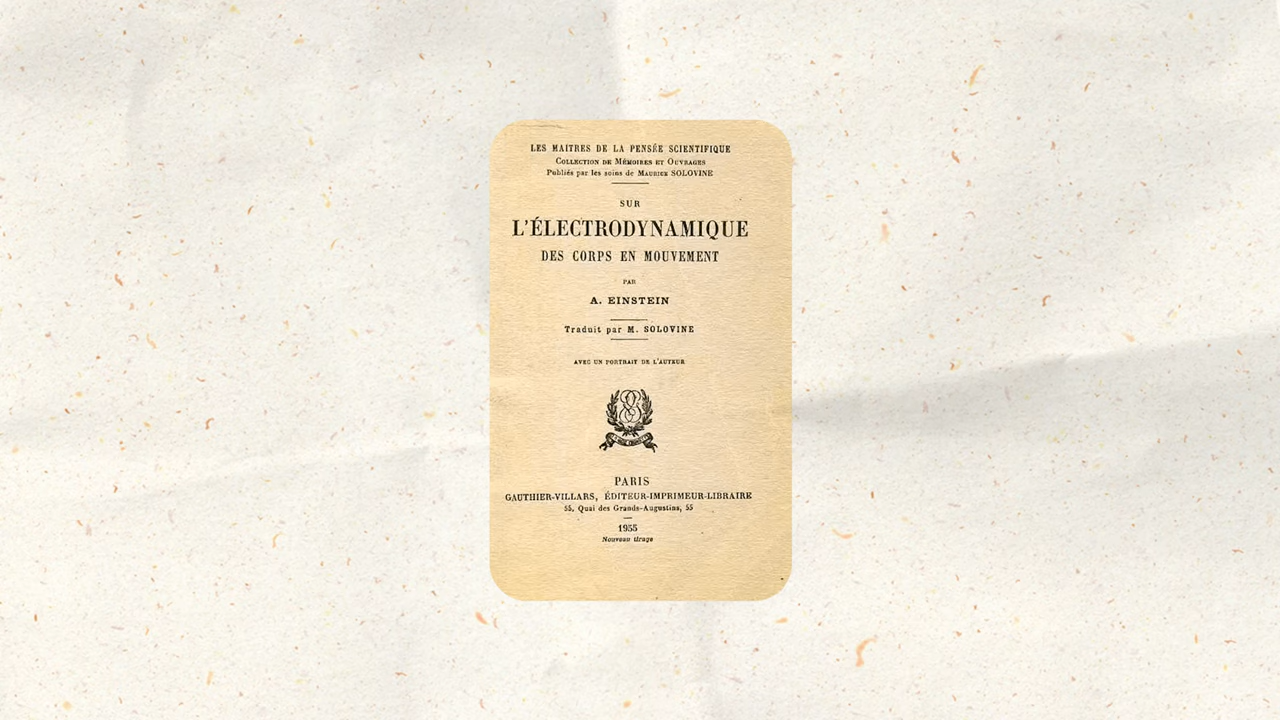 LES MAITRES DE LA PENSÉE SCIENTIFIQUE
COLLECTION DE MÉMOIRES ET OUVRAGES
Publiés par les soins de MAURICE SOLOVINE
SUR
L'ÉLECTRODYNAMIQUE
DES CORPS EN MOUVEMENT
PAR
A. EINSTEIN
Traduit par M. SOLOVINE
AVEC UN PORTRAIT DE L'AUTEUR
PARIS
GAUTHIER-VILLARS, ÉDITEUR-IMPRIMEUR-LIBRAIRE
55, Quai des Grands-Augustins, 55
1955
Nouveau tirage